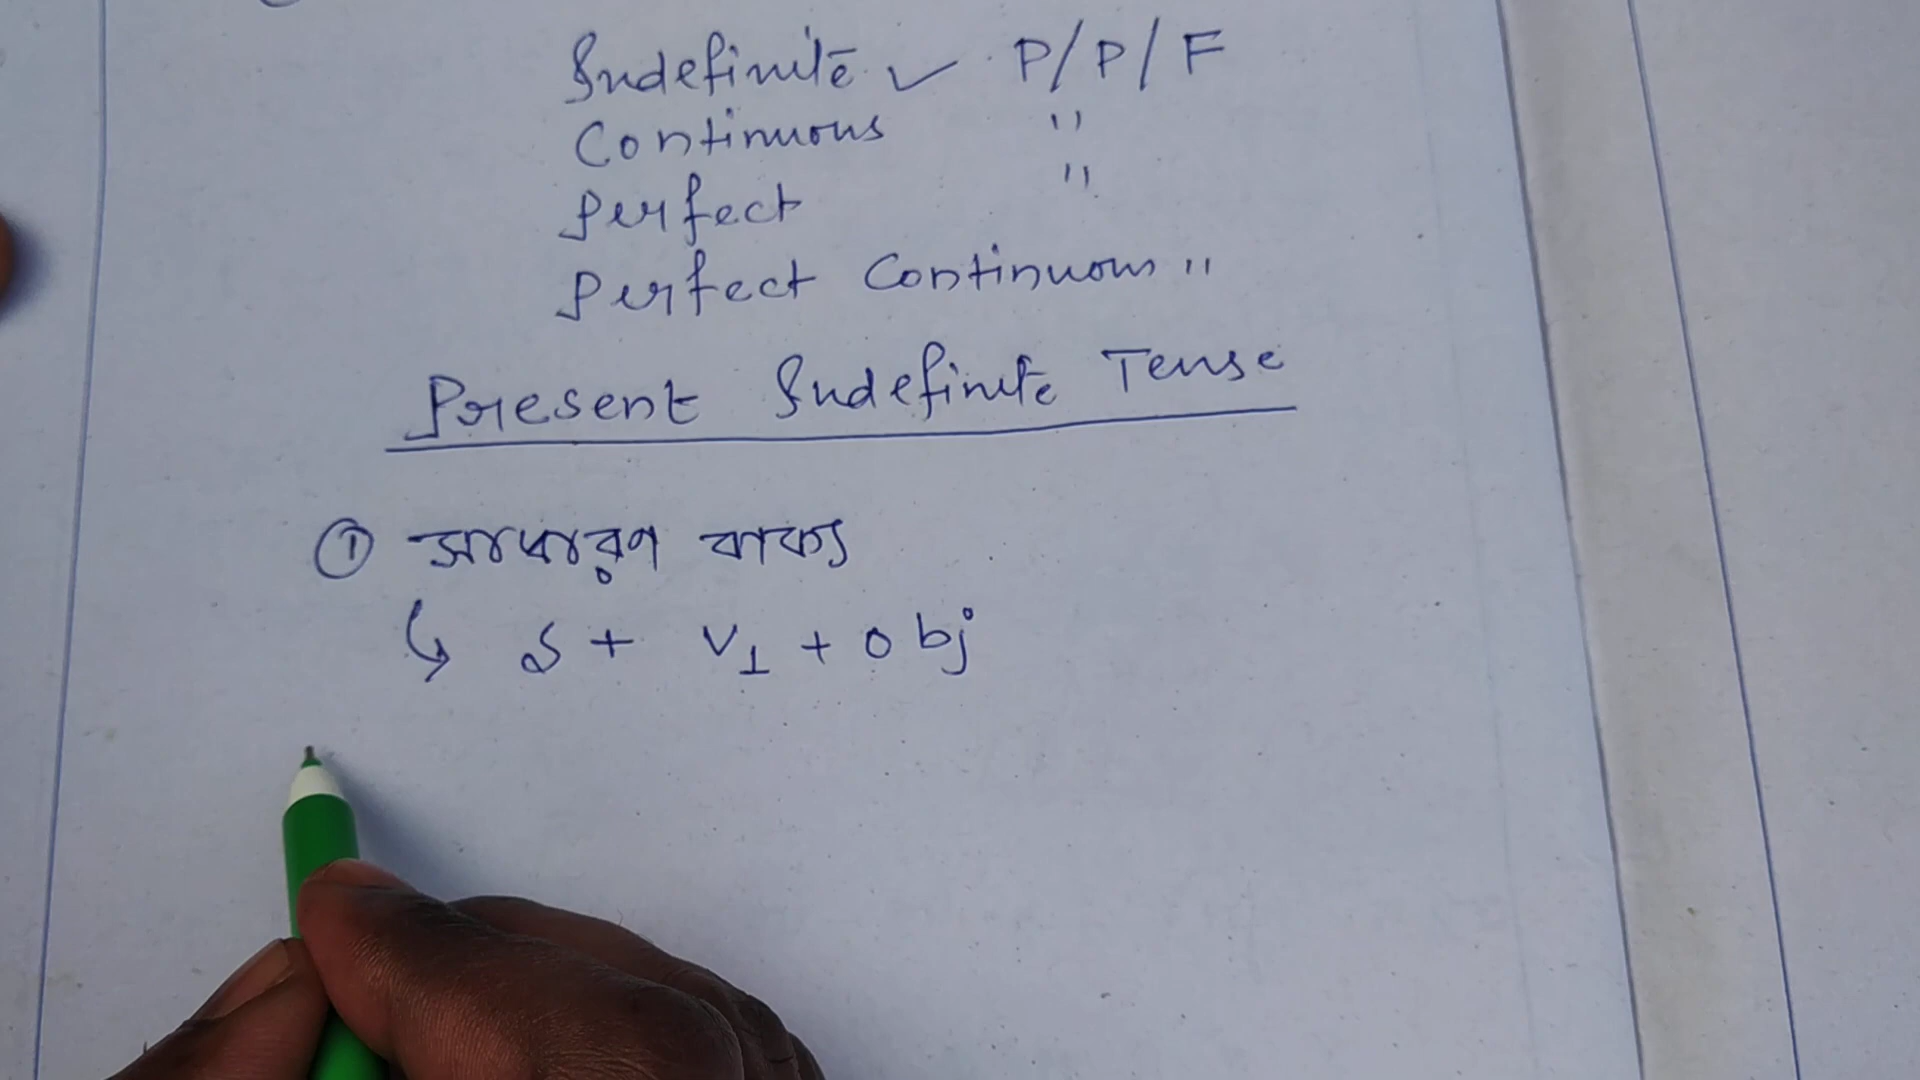 Indefinite ✓ P/P/F
Continuous "
Perfect "
Perfect Continuous "
Present Indefinite Tense
① সাধারণ বাক্য
↳ S + V1 + obj